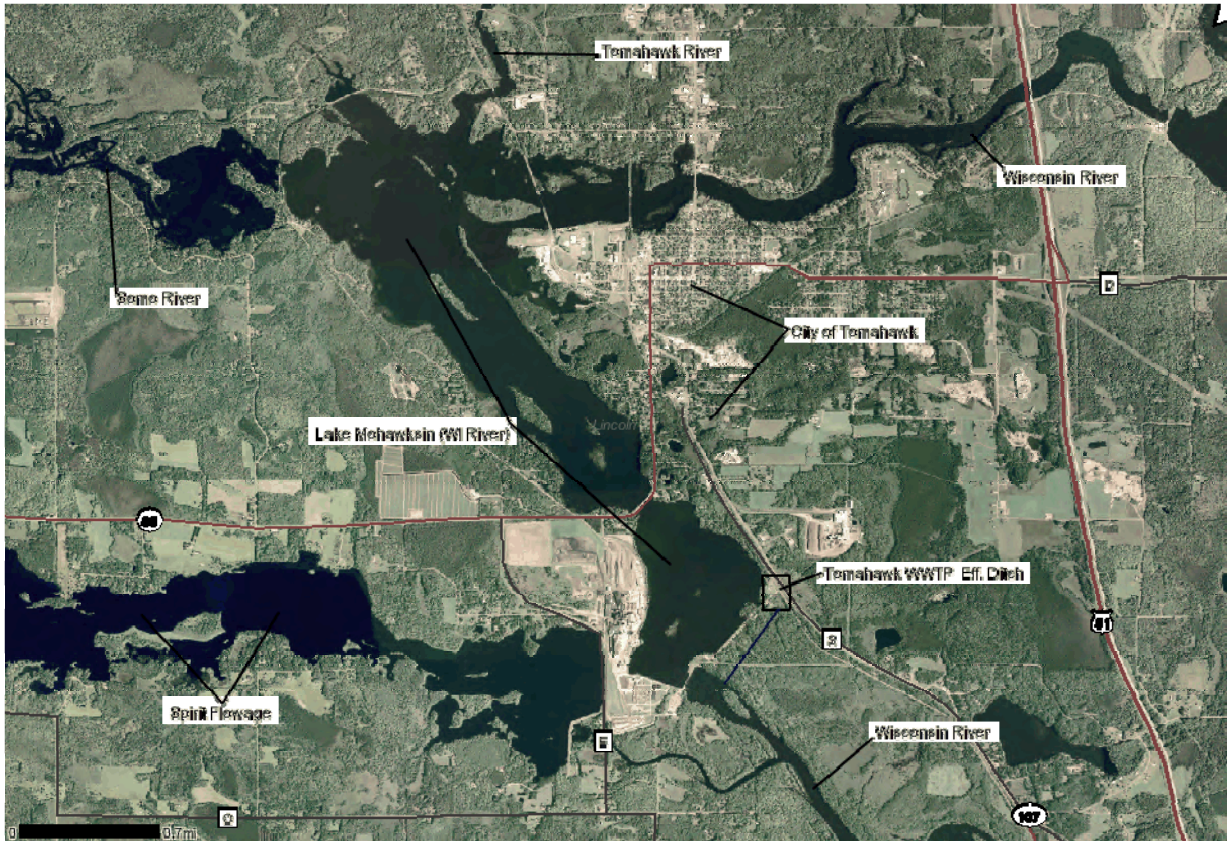 Tomahawk River
Wisconsin River
Somo River
D
City of Tomahawk
Lincoln
Lake Mohawksin (WI River)
86
Tomahawk WWTP Eff. Ditch
51
Spirit Flowage
Wisconsin River
E
107
0
0.7mi